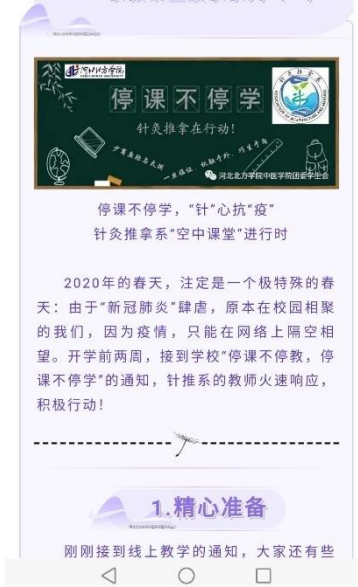 河北北方学院
停课不停学
针灸推拿在行动!
河北北方学院中医学院团委学生会
停课不停学，"针"心抗"疫"
针灸推拿系"空中课堂"进行时
2020年的春天，注定是一个极特殊的春
天：由于"新冠肺炎"肆虐，原本在校园相聚
的我们，因为疫情，只能在网络上隔空相
望。开学前两周，接到学校"停课不停教，停
课不停学"的通知，针推系的教师火速响应，
积极行动！
1.精心准备
刚刚接到线上教学的通知，大家还有些